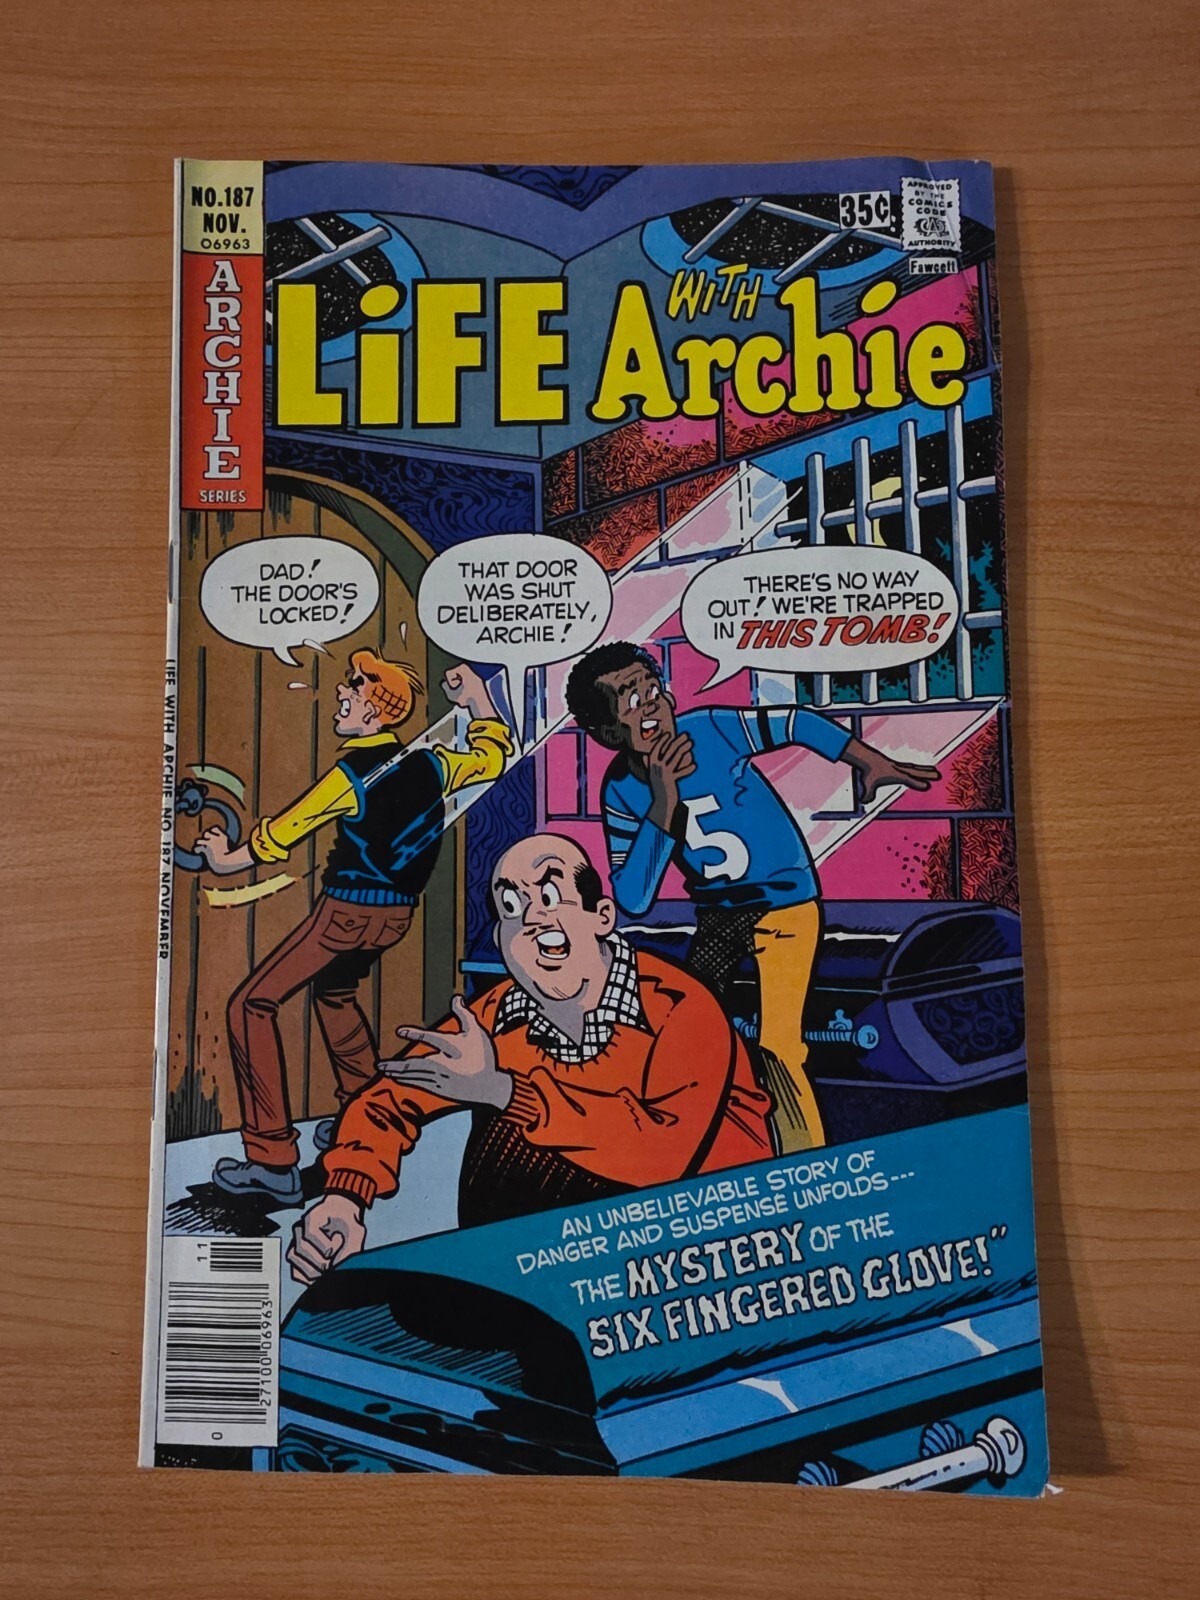 NO.187
NOV.
06963
ARCHIE
SERIES
35¢
APPROVED
BY THE
COMICS
CODE
CA
AUTHORITY
Fawcett
LiFE WITH Archie
DAD!
THE DOOR'S
LOCKED!
THAT DOOR
WAS SHUT
DELIBERATELY,
ARCHIE!
THERE'S NO WAY
OUT! WE'RE TRAPPED
IN THIS TOMB!
5
LIFE WITH ARCHIE NO. 187 NOVEMBER
AN UNBELIEVABLE STORY OF
DANGER AND SUSPENSE UNFOLDS---
THE MYSTERY OF THE
SIX FINGERED GLOVE!"
11
27100 06963
0